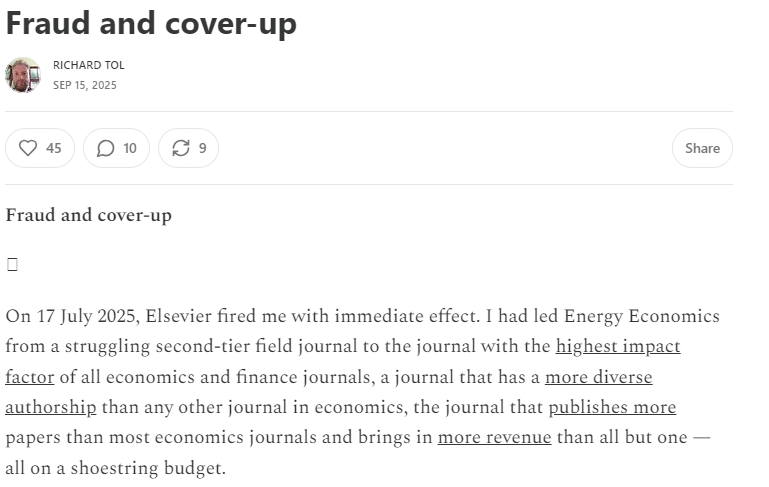 Fraud and cover-up
RICHARD TOL
SEP 15, 2025
45
10
9
Share
Fraud and cover-up
On 17 July 2025, Elsevier fired me with immediate effect. I had led Energy Economics
from a struggling second-tier field journal to the journal with the highest impact
factor of all economics and finance journals, a journal that has a more diverse
authorship than any other journal in economics, the journal that publishes more
papers than most economics journals and brings in more revenue than all but one —
all on a shoestring budget.